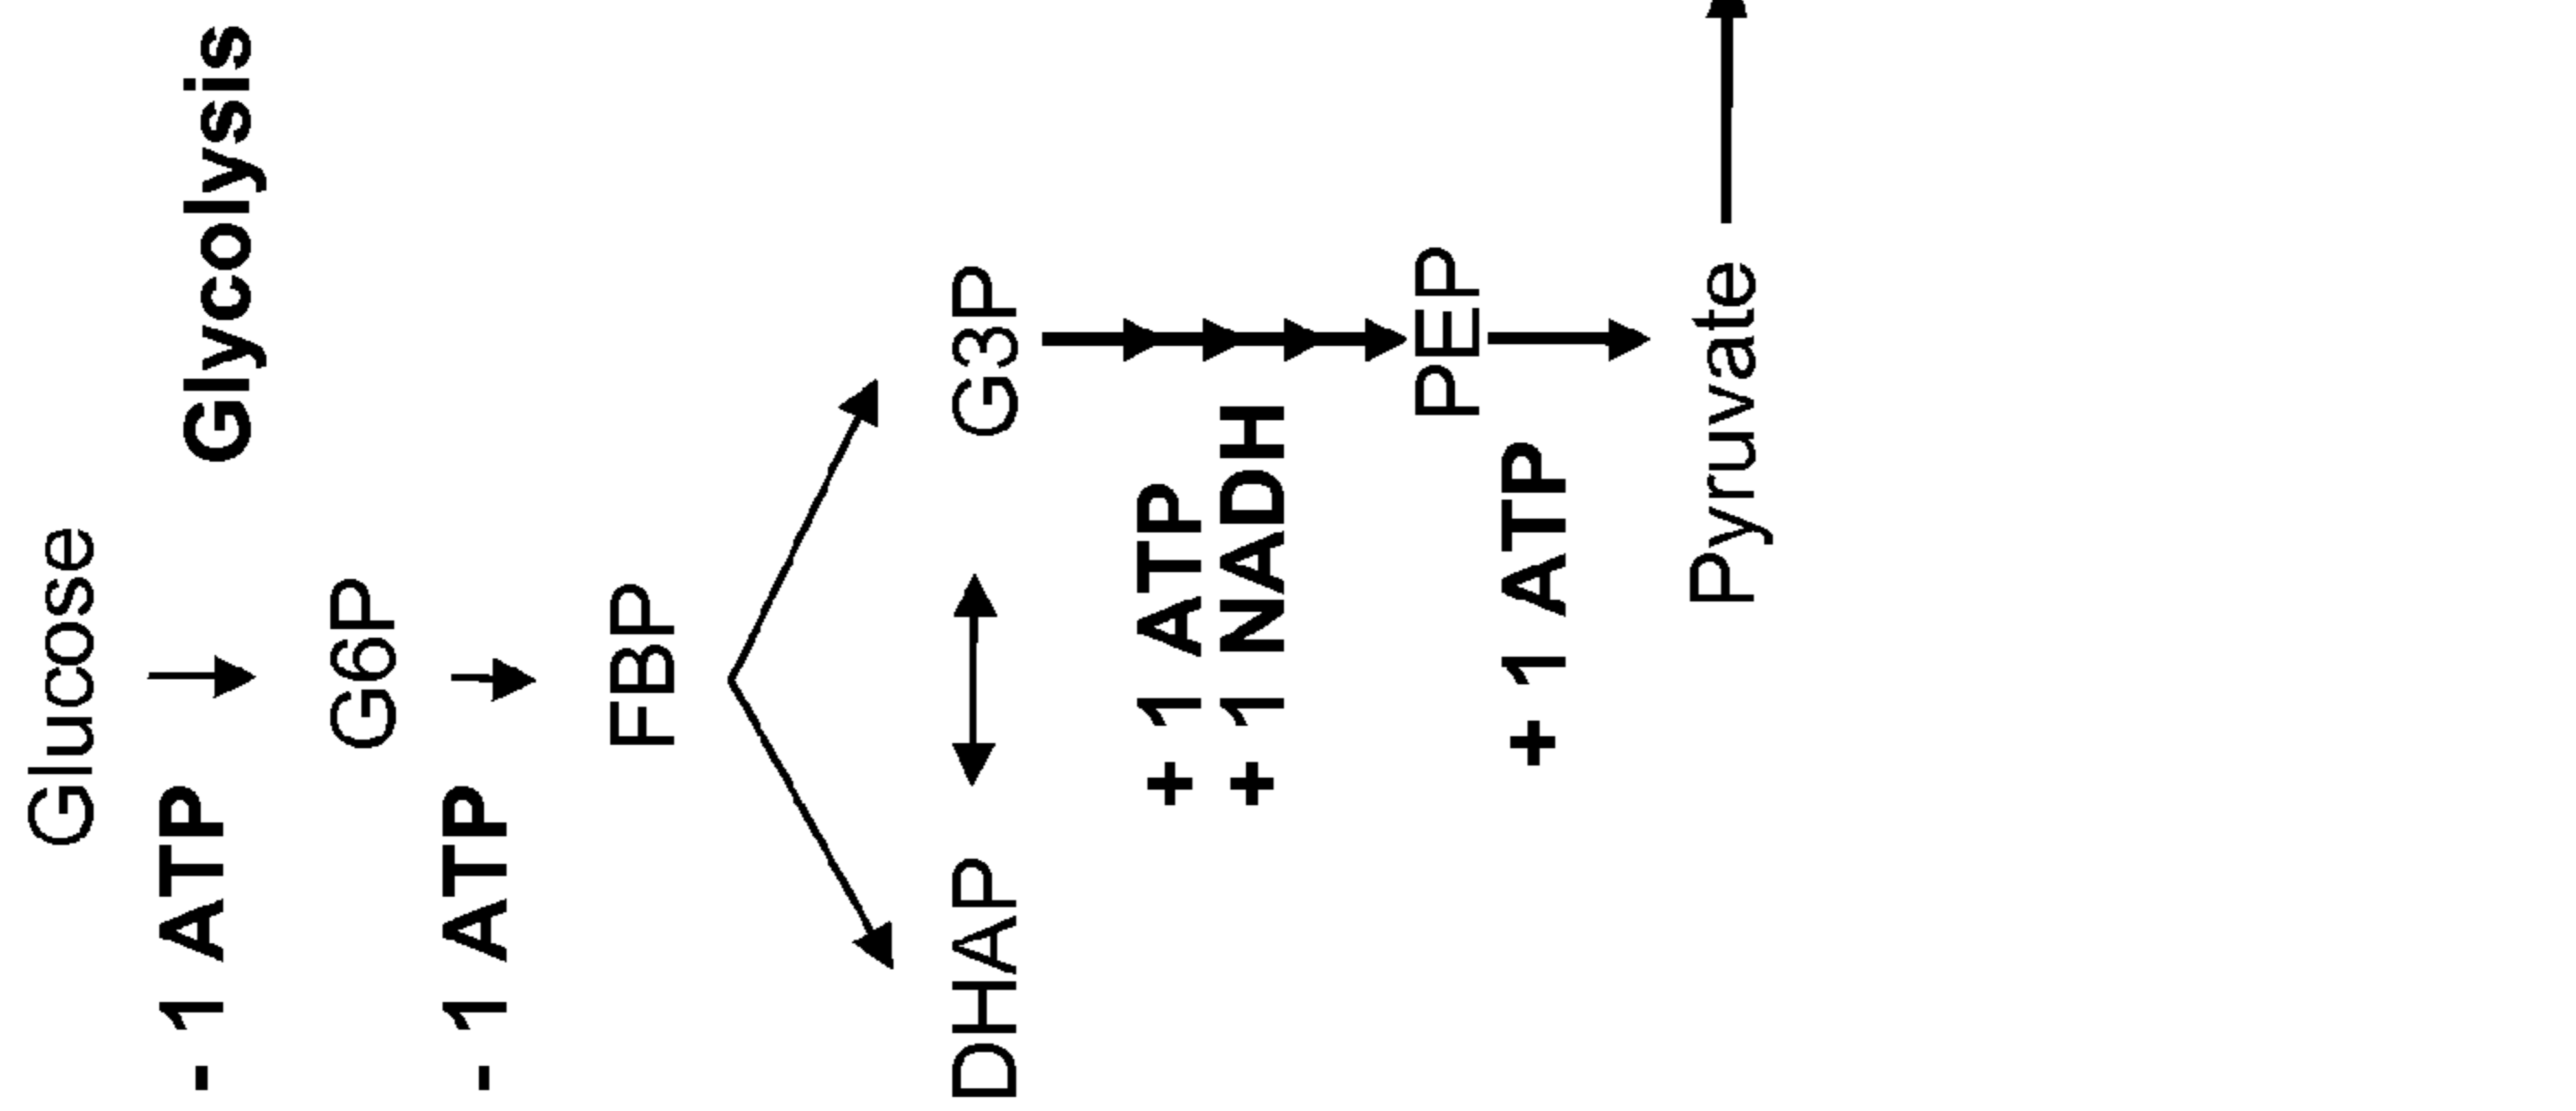 Glucose
Glycolysis
- 1 ATP
G6P
- 1 ATP
FBP
DHAP
G3P
+ 1 ATP
+ 1 NADH
PEP
+ 1 ATP
Pyruvate